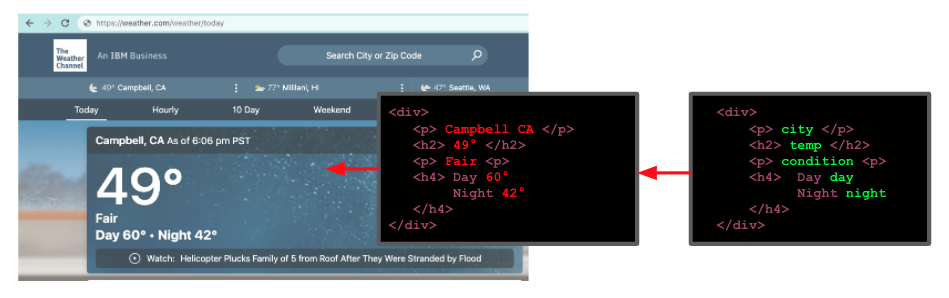 https://weather.com/weather/today
The
Weather
Channel
An IBM Business
Search City or Zip Code
49° Campbell, CA
77° Mililani, HI
47° Seattle, WA
Today Hourly 10 Day Weekend
Campbell, CA As of 6:06 pm PST
49°
Fair
Day 60° • Night 42°
Watch: Helicopter Plucks Family of 5 from Roof After They Were Stranded by Flood
<div>
<p> Campbell CA </p>
<h2> 49° </h2>
<p> Fair <p>
<h4> Day 60°
Night 42°
</h4>
</div>
<div>
<p> city </p>
<h2> temp </h2>
<p> condition <p>
<h4> Day day
Night night
</h4>
</div>